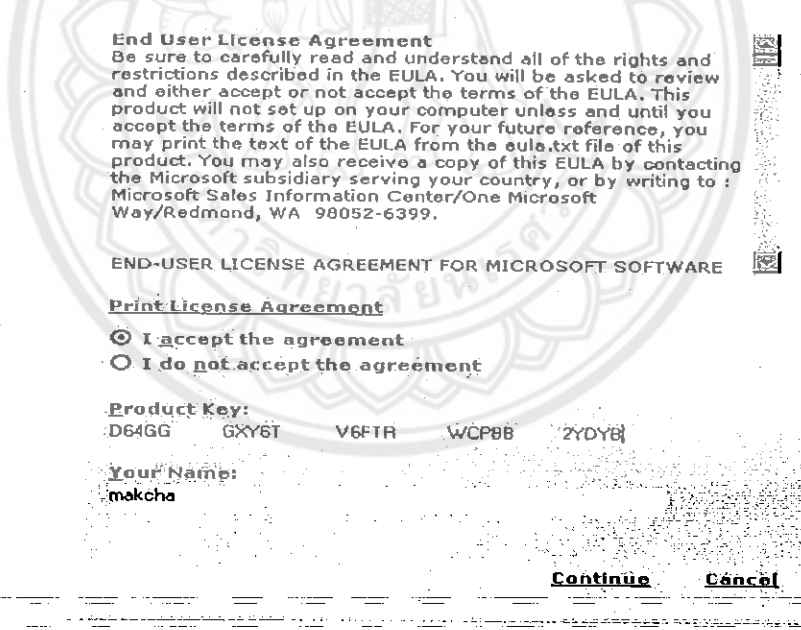 End User License Agreement
Be sure to carefully read and understand all of the rights and
restrictions described in the EULA. You will be asked to review
and either accept or not accept the terms of the EULA. This
product will not set up on your computer unless and until you
accept the terms of the EULA. For your future reference, you
may print the text of the EULA from the eula.txt file of this
product. You may also receive a copy of this EULA by contacting
the Microsoft subsidiary serving your country, or by writing to :
Microsoft Sales Information Center/One Microsoft
Way/Redmond, WA 98052-6399.
END-USER LICENSE AGREEMENT FOR MICROSOFT SOFTWARE
Print License Agreement
I accept the agreement
I do not accept the agreement
Product Key:
D64GG GXY6T V6FTR WCPBB 2YDYB
Your Name:
makcha
Continue Cancel